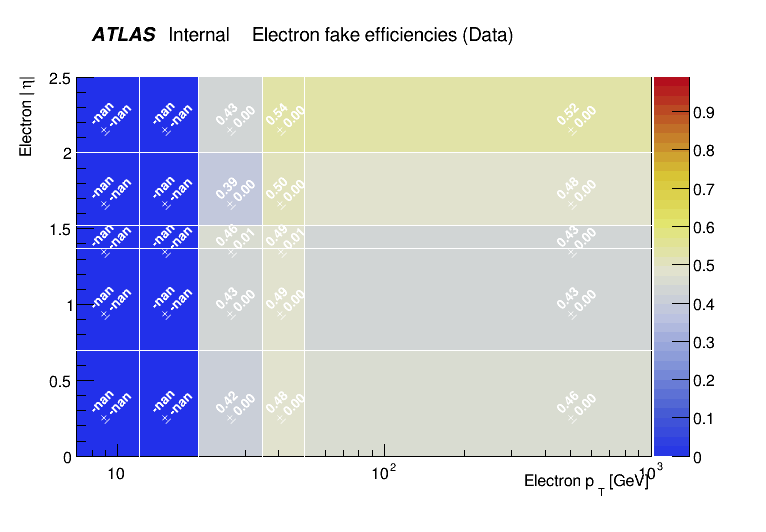 ATLAS Internal Electron fake efficiencies (Data)
Electron |η|
2.5
2
1.5
1
0.5
0
-nan ± -nan
-nan ± -nan
0.43 ± 0.00
0.54 ± 0.00
0.52 ± 0.00
-nan ± -nan
-nan ± -nan
0.39 ± 0.00
0.50 ± 0.00
0.48 ± 0.00
-nan ± -nan
-nan ± -nan
0.46 ± 0.01
0.49 ± 0.01
0.43 ± 0.00
-nan ± -nan
-nan ± -nan
0.43 ± 0.00
0.49 ± 0.00
0.43 ± 0.00
-nan ± -nan
-nan ± -nan
0.42 ± 0.00
0.48 ± 0.00
0.46 ± 0.00
0.9
0.8
0.7
0.6
0.5
0.4
0.3
0.2
0.1
0
10
10²
10³
Electron p_T [GeV]